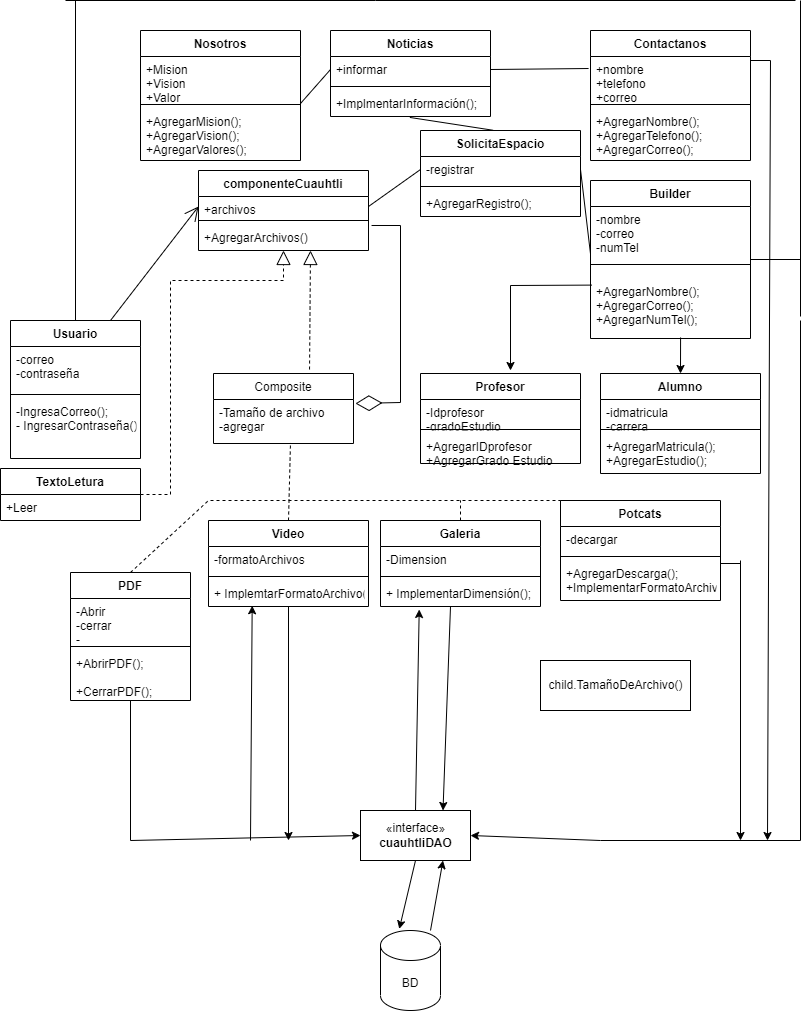 Nosotros
+Mision
+Vision
+Valor
+AgregarMision();
+AgregarVision();
+AgregarValores();
Noticias
+informar
+ImplmentarInformación();
Contactanos
+nombre
+telefono
+correo
+AgregarNombre();
+AgregarTelefono();
+AgregarCorreo();
SolicitaEspacio
-registrar
+AgregarRegistro();
componenteCuauhtli
+archivos
+AgregarArchivos()
Builder
-nombre
-correo
-numTel
+AgregarNombre();
+AgregarCorreo();
+AgregarNumTel();
Usuario
-correo
-contraseña
-IngresaCorreo();
- IngresarContraseña()
Composite
-Tamaño de archivo
-agregar
Profesor
-Idprofesor
-gradoEstudio
+AgregarIDprofesor
+AgregarGrado Estudio
Alumno
-idmatricula
-carrera
+AgregarMatricula();
+AgregarEstudio();
TextoLetura
+Leer
Video
-formatoArchivos
+ ImplemtarFormatoArchivo(
Galeria
-Dimension
+ ImplementarDimensión();
Potcats
-decargar
+AgregarDescarga();
+ImplementarFormatoArchiv
PDF
-Abrir
-cerrar
-
+AbrirPDF();
+CerrarPDF();
child.TamañoDeArchivo()
«interface»
cuauhtliDAO
BD